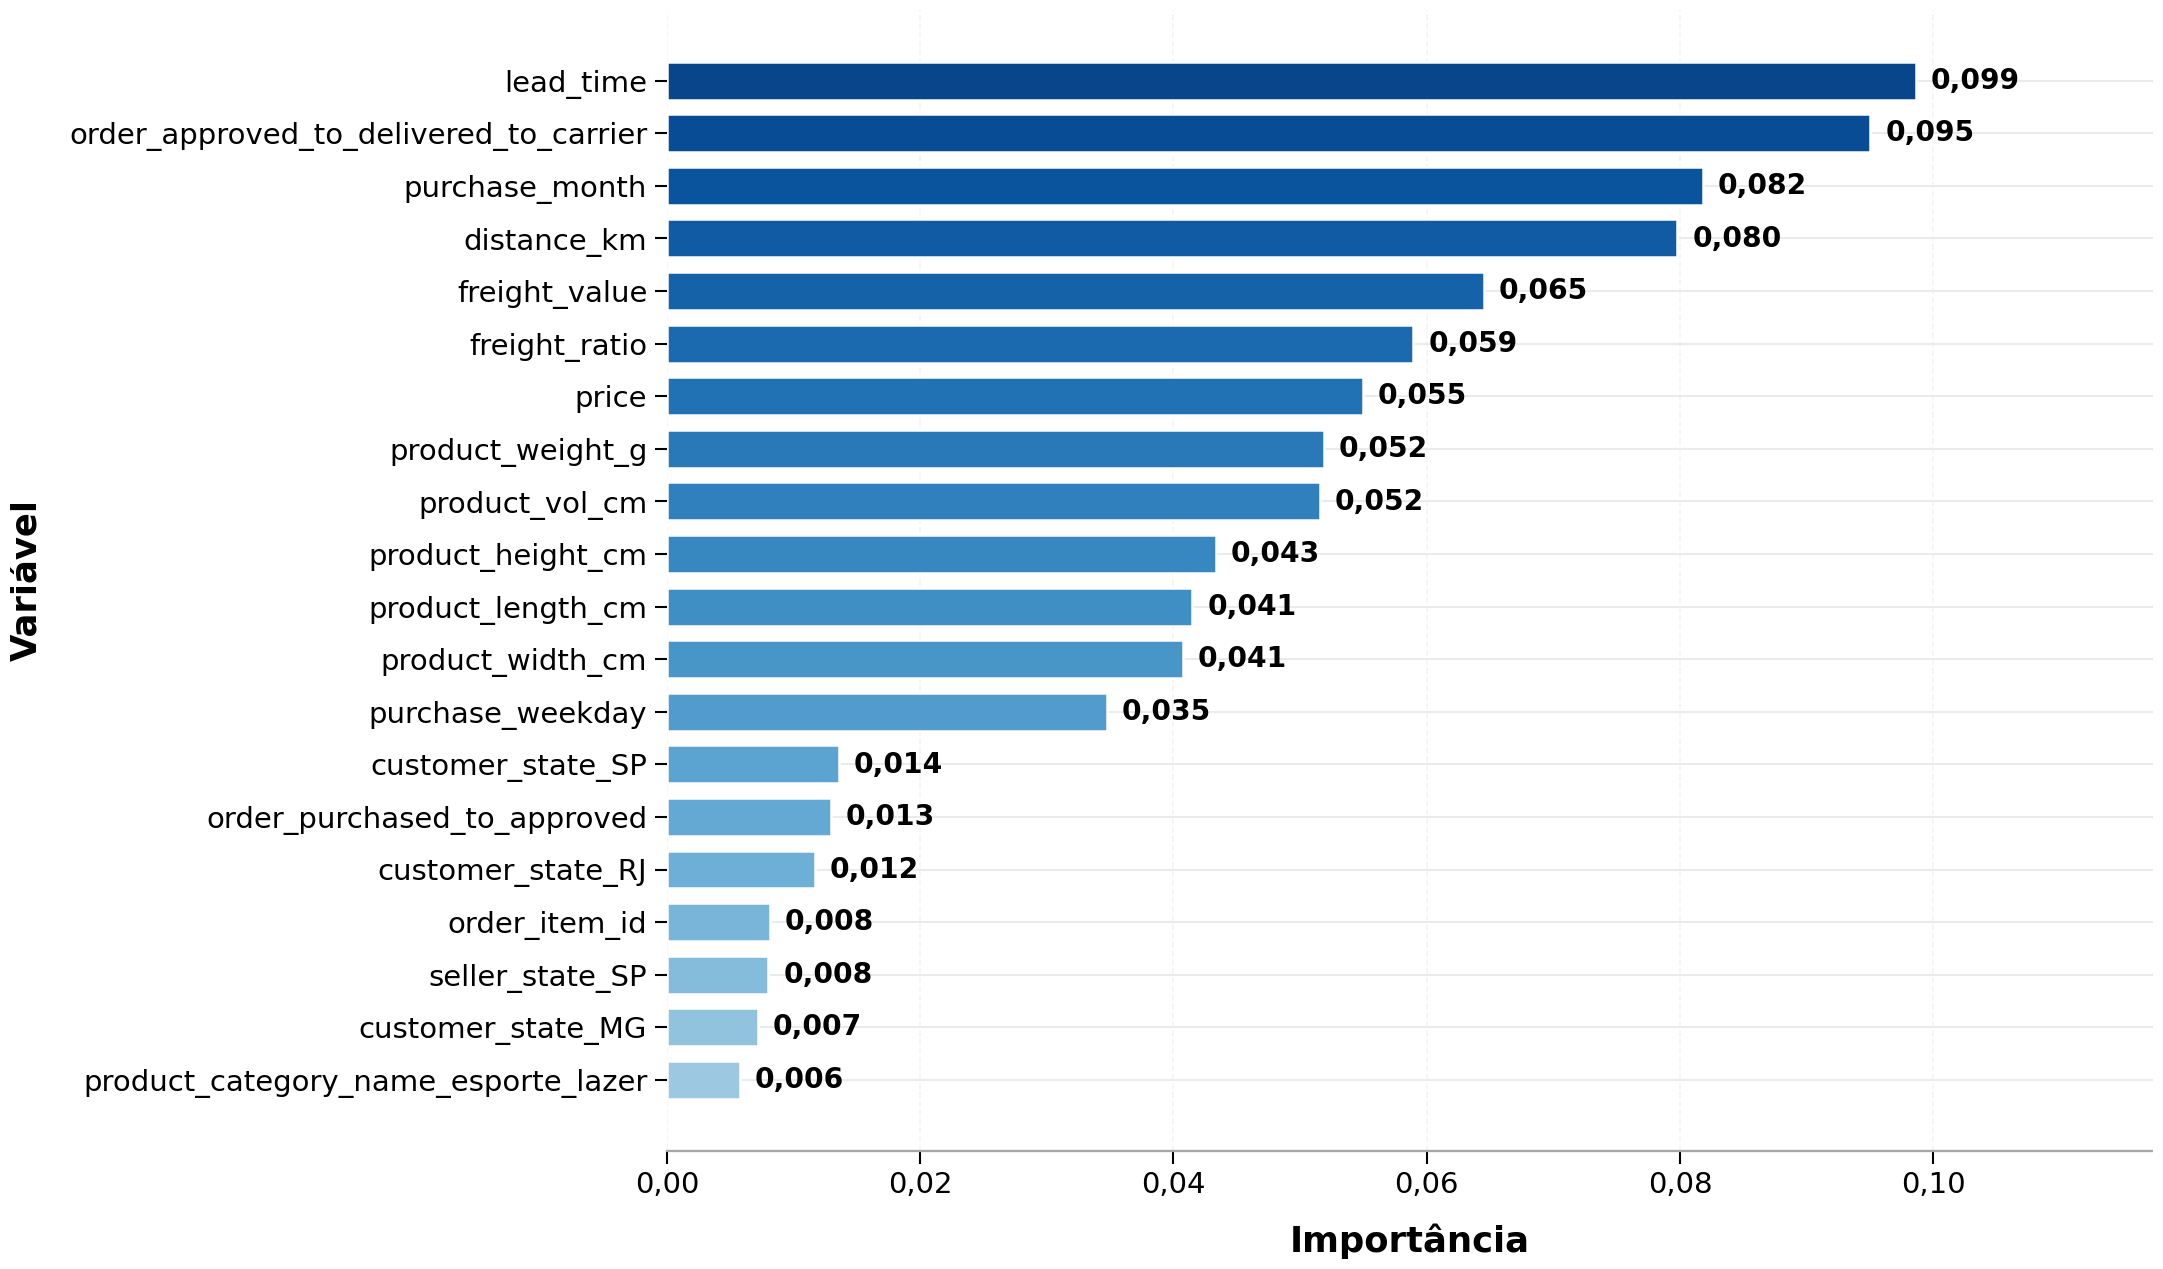 Variável
lead_time 0,099
order_approved_to_delivered_to_carrier 0,095
purchase_month 0,082
distance_km 0,080
freight_value 0,065
freight_ratio 0,059
price 0,055
product_weight_g 0,052
product_vol_cm 0,052
product_height_cm 0,043
product_length_cm 0,041
product_width_cm 0,041
purchase_weekday 0,035
customer_state_SP 0,014
order_purchased_to_approved 0,013
customer_state_RJ 0,012
order_item_id 0,008
seller_state_SP 0,008
customer_state_MG 0,007
product_category_name_esporte_lazer 0,006
0,00 0,02 0,04 0,06 0,08 0,10
Importância